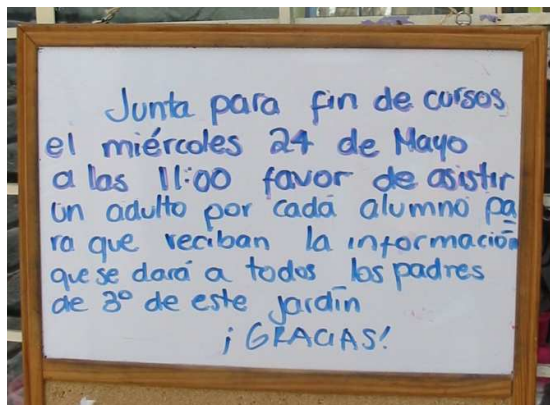 Junta para fin de cursos
el miércoles 24 de Mayo
a las 11:00 favor de asistir
un adulto por cada alumno pa
ra que reciban la información
que se dará a todos los padres
de 3º de este jardín
¡GRACIAS!